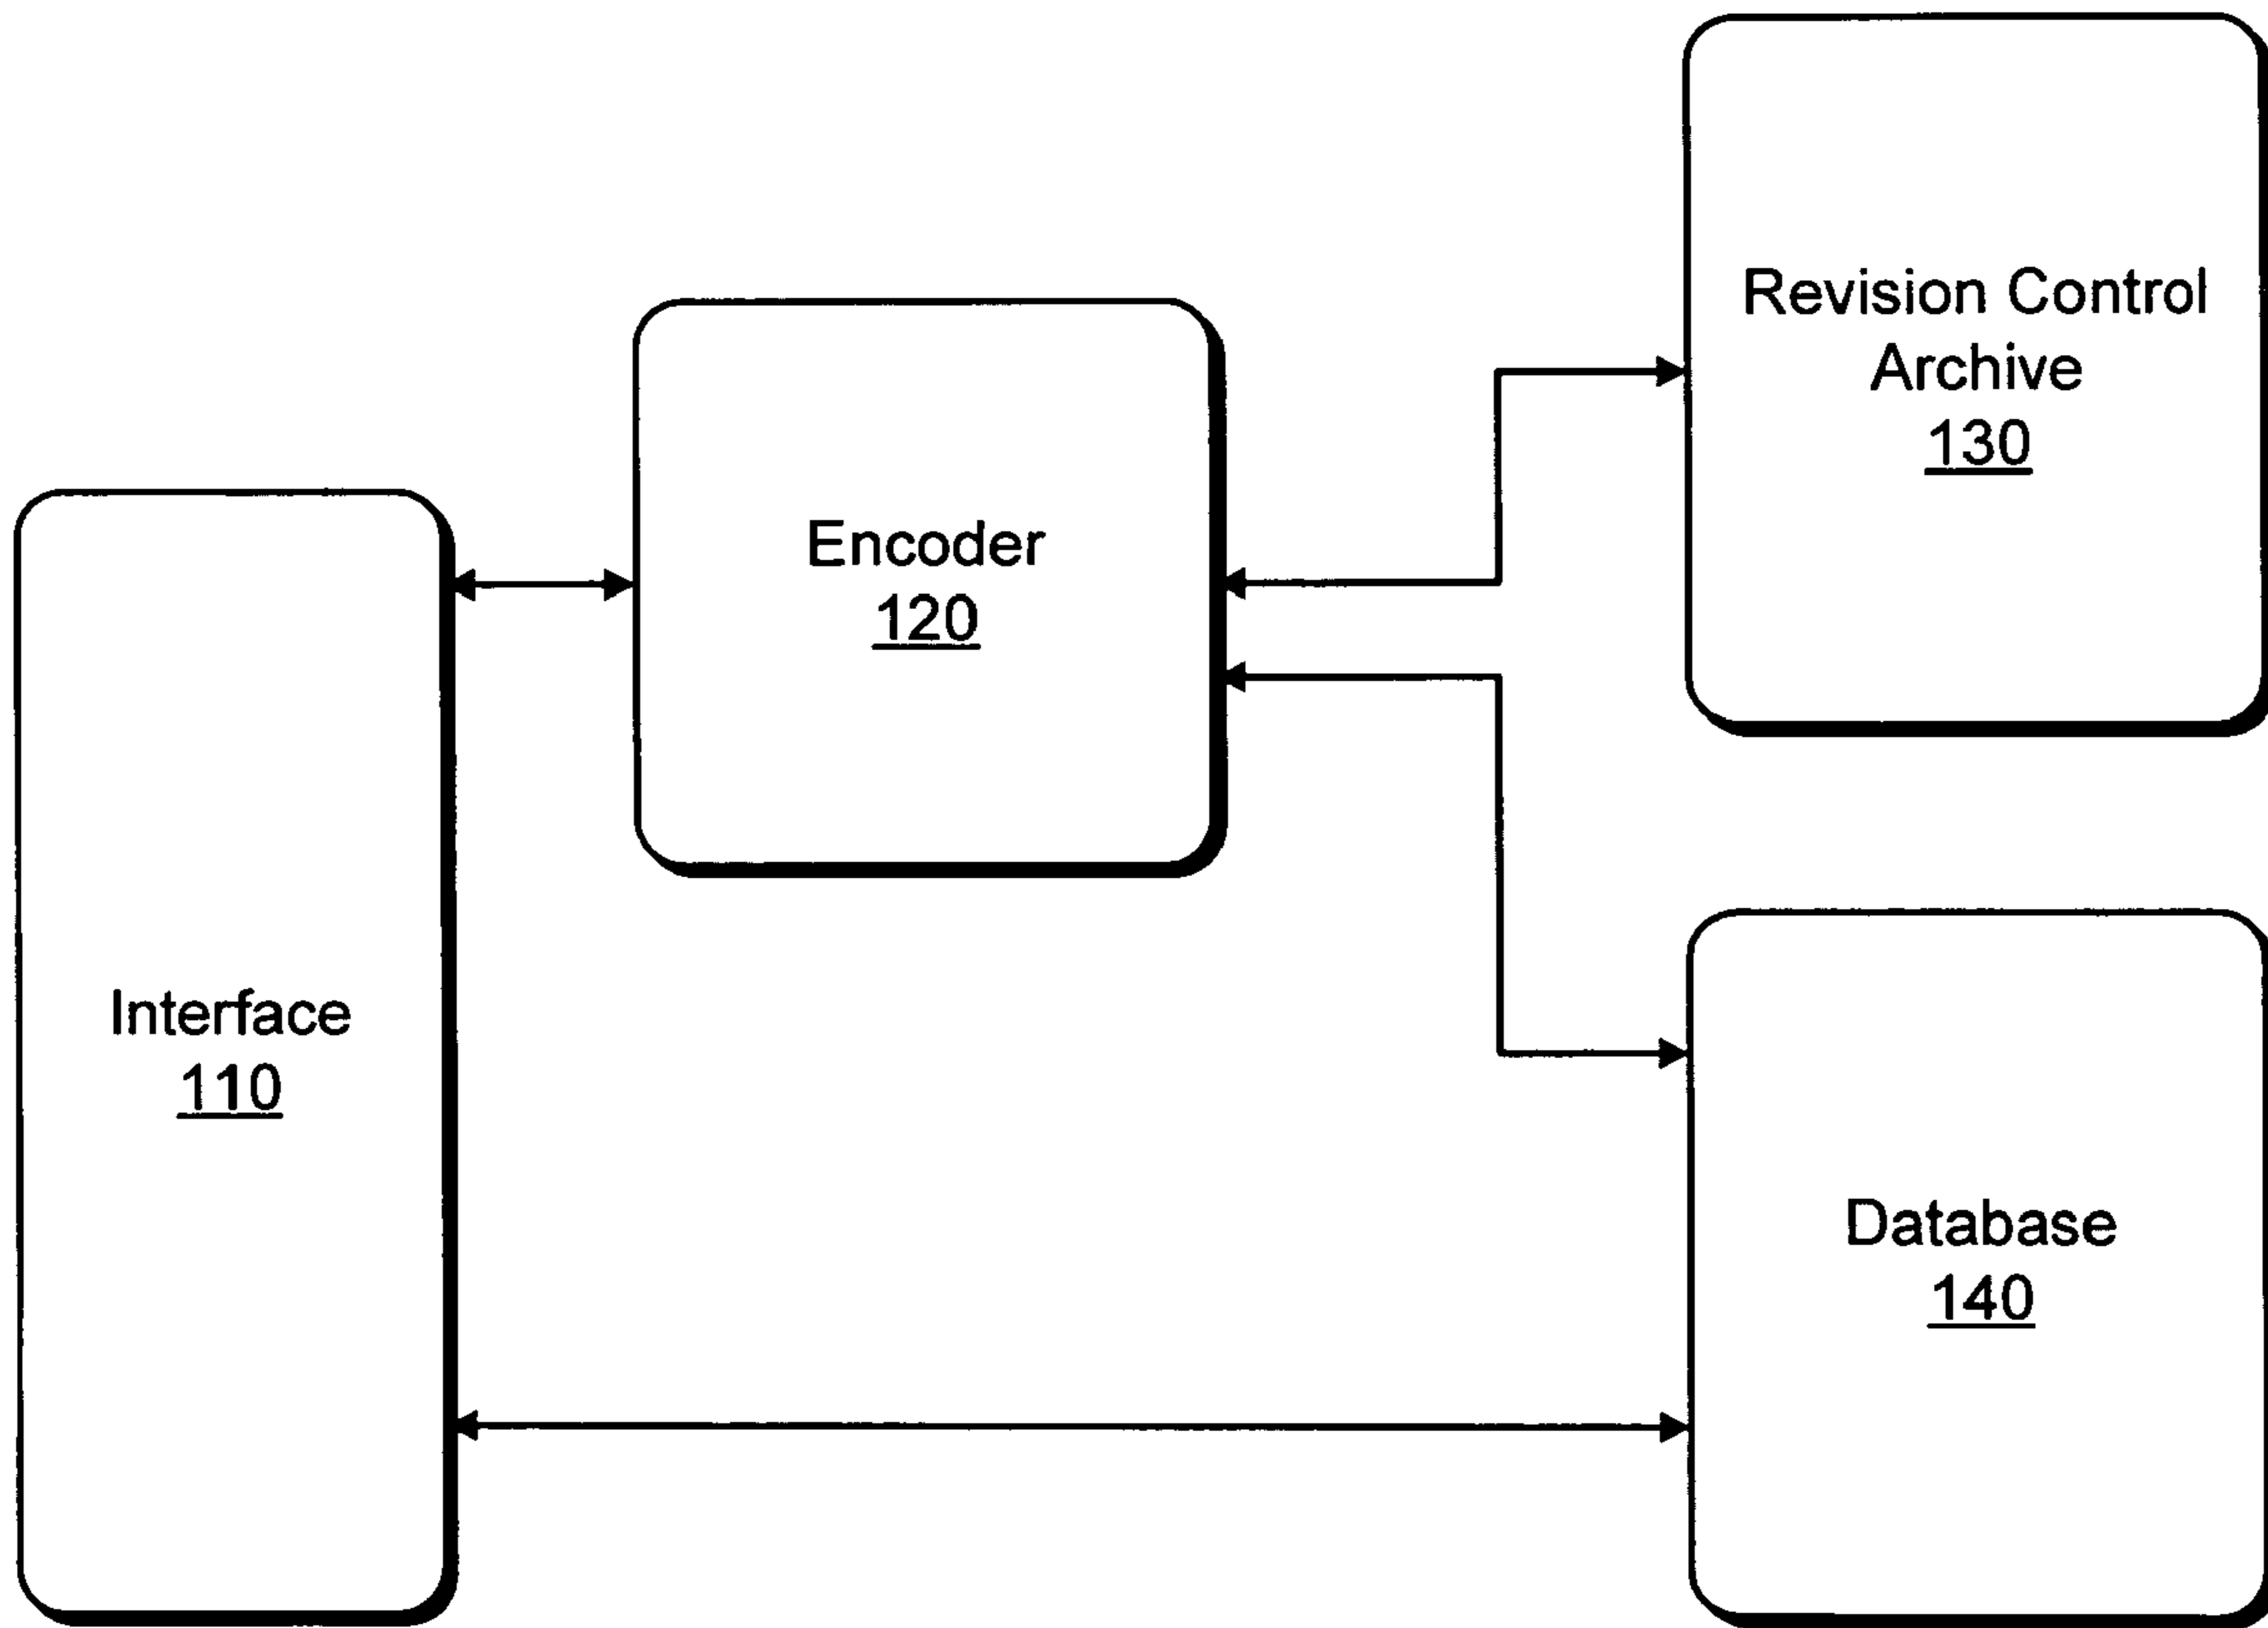 Revision Control
Archive
130
Encoder
120
Interface
110
Database
140